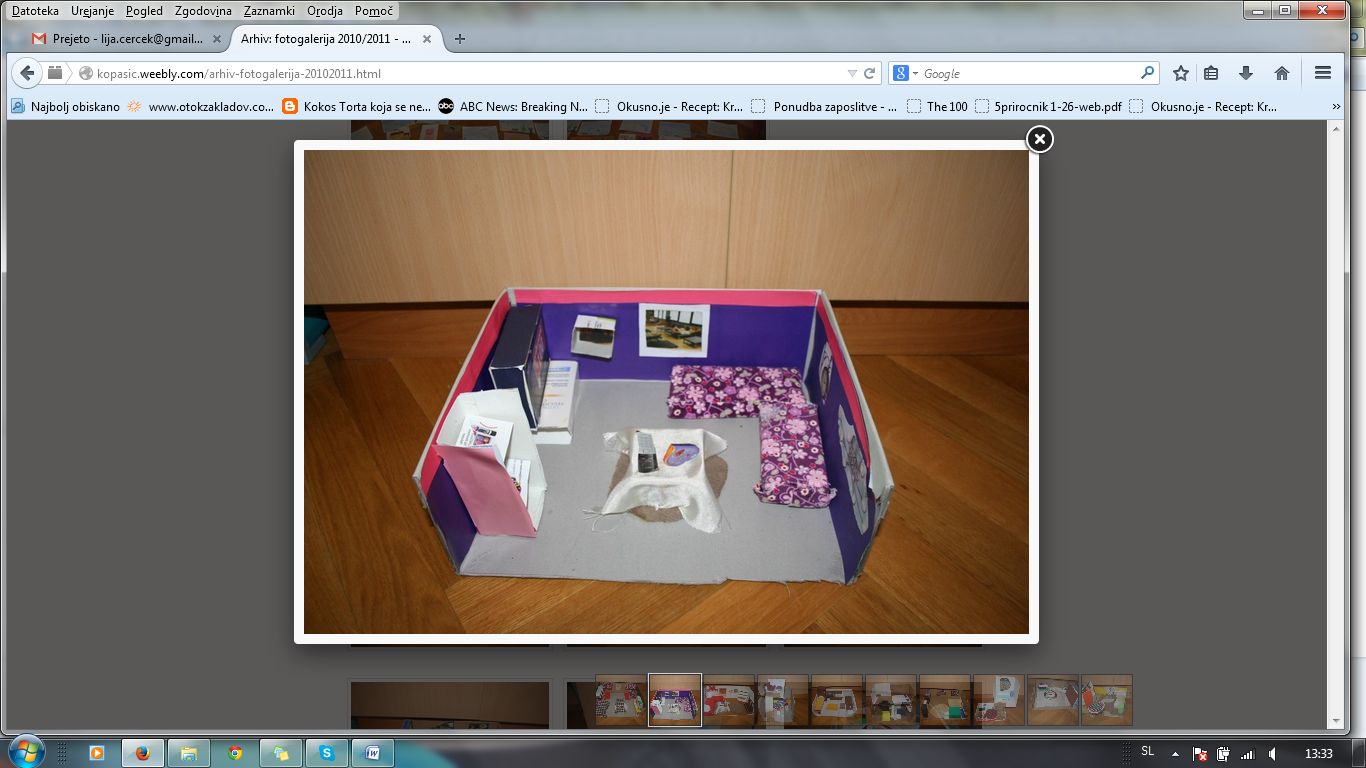 Datoteka Urejanje Pogled Zgodovina Zaznamki Orodja Pomoč
Prejeto - lija.cercek@gmail... Arhiv: fotogalerija 2010/2011 - ...
kopasic.weebly.com/arhiv-fotogalerija-20102011.html Google
Najbolj obiskano www.otokzakladov.co... Kokos Torta koja se ne... abc ABC News: Breaking N... Okusno.je - Recept: Kr... Ponudba zaposlitve - ... The 100 5prirocnik 1-26-web.pdf Okusno.je - Recept: Kr... »
SL 13:33